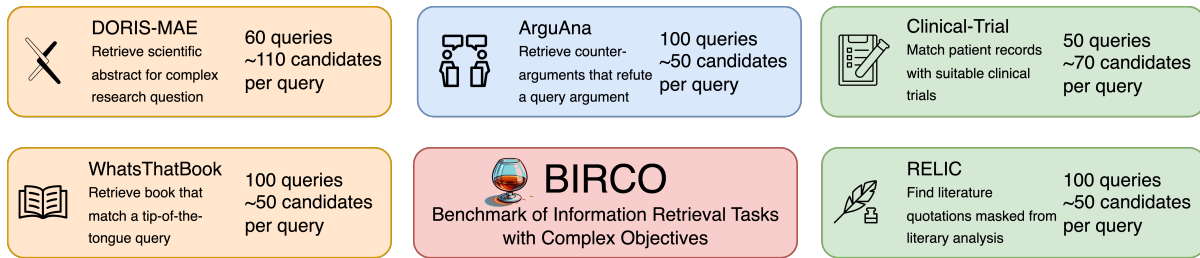 DORIS-MAE
Retrieve scientific
abstract for complex
research question
60 queries
~110 candidates
per query
ArguAna
Retrieve counter-
arguments that refute
a query argument
100 queries
~50 candidates
per query
Clinical-Trial
Match patient records
with suitable clinical
trials
50 queries
~70 candidates
per query
WhatsThatBook
Retrieve book that
match a tip-of-the-
tongue query
100 queries
~50 candidates
per query
BIRCO
Benchmark of Information Retrieval Tasks
with Complex Objectives
RELIC
Find literature
quotations masked from
literary analysis
100 queries
~50 candidates
per query